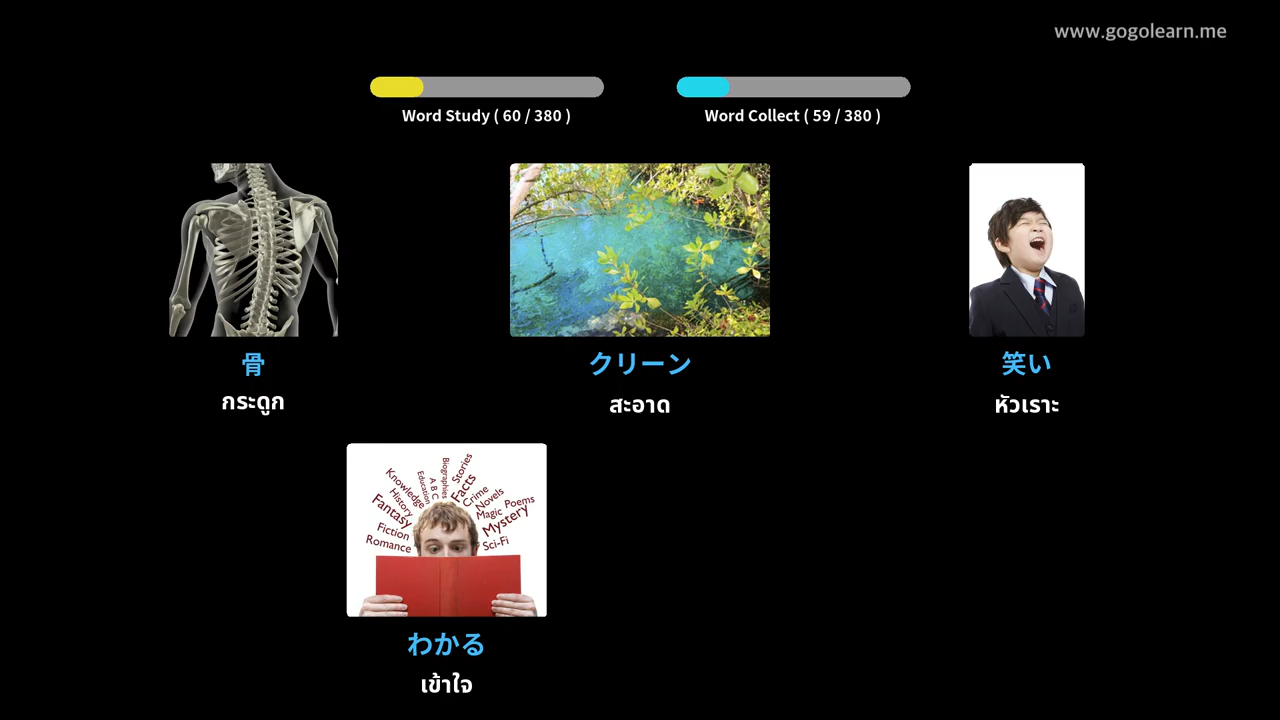 www.gogolearn.me
Word Study ( 60 / 380 )
Word Collect ( 59 / 380 )
骨
กระดูก
クリーン
สะอาด
笑い
หัวเราะ
Knowledge
History
Fantasy
Fiction
Romance
Education
A B C
Biographies
Stories
Facts
Crime
Novels
Magic
Poems
Mystery
Sci-Fi
わかる
เข้าใจ